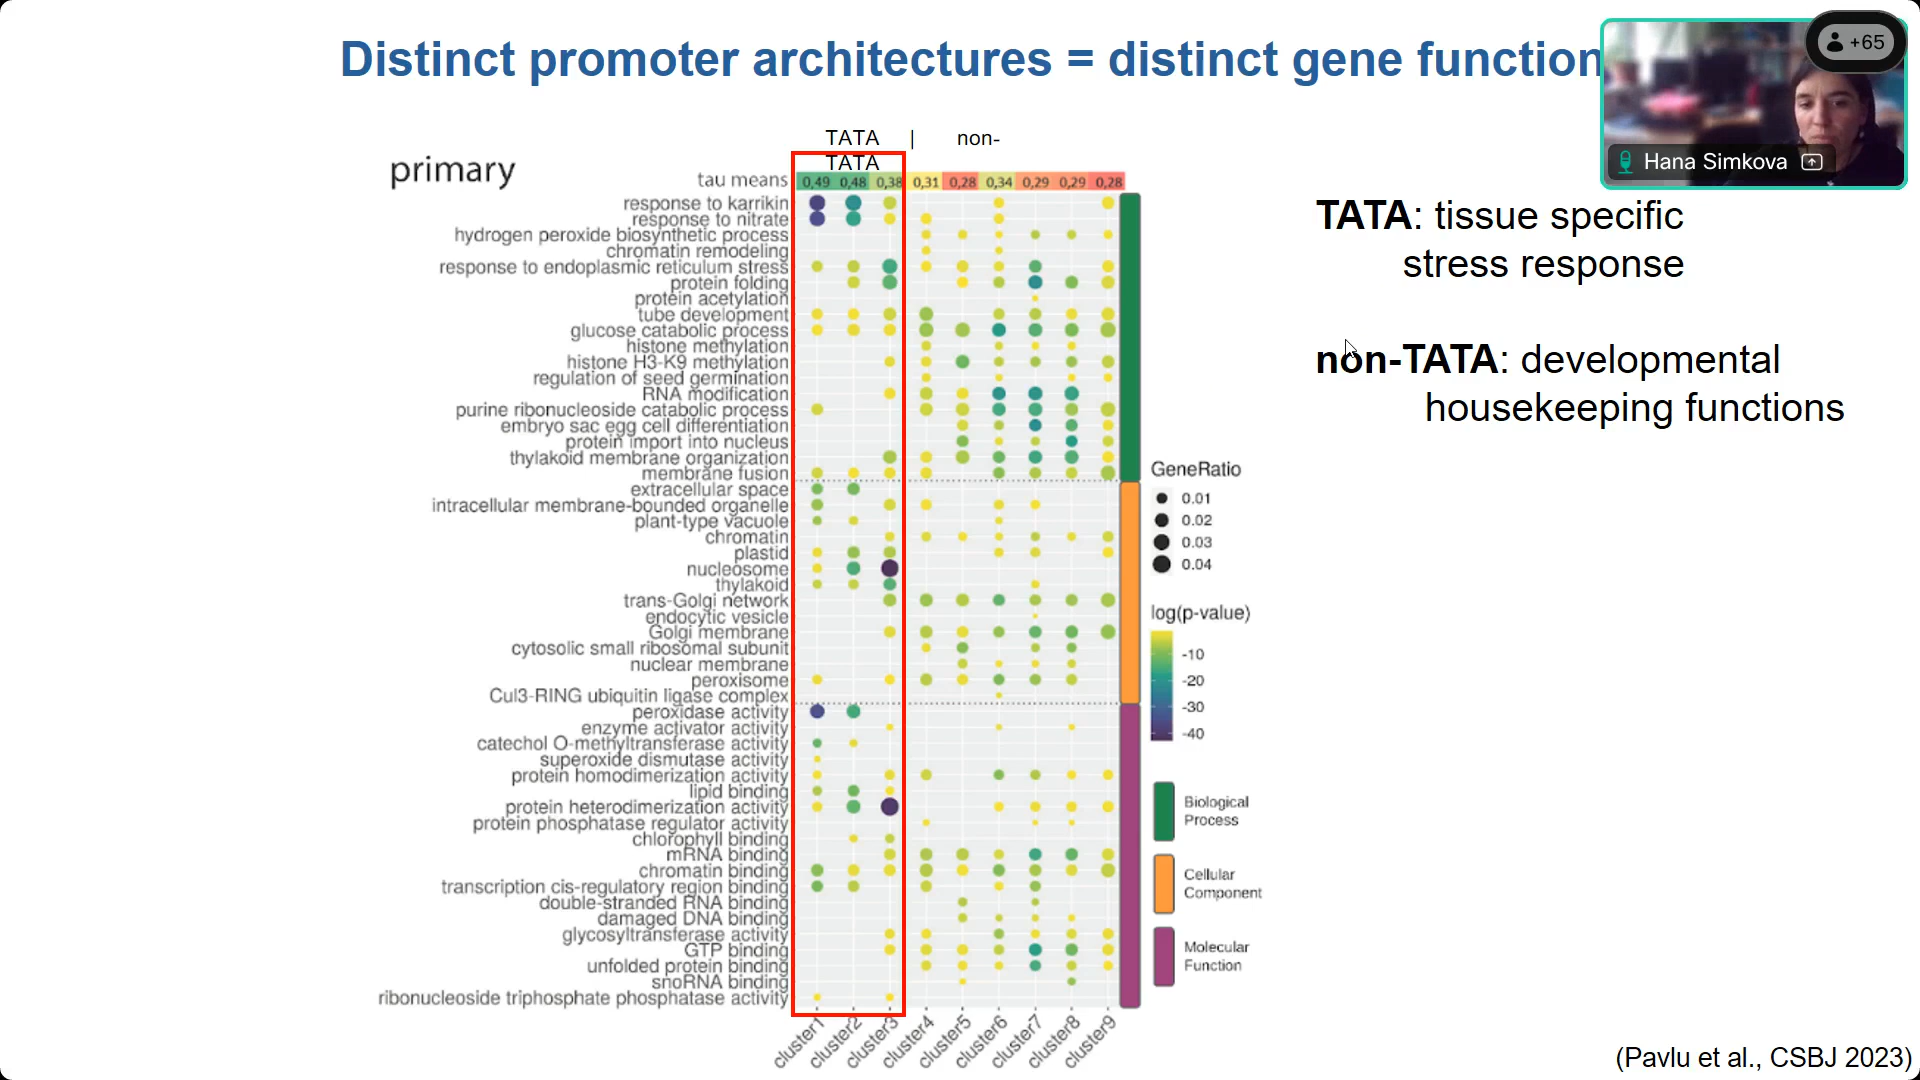 Distinct promoter architectures = distinct gene function
+65
Hana Simkova
TATA | non-
TATA
primary
tau means 0,49 0,48 0,38 0,31 0,28 0,34 0,29 0,29 0,28
response to karrikin
response to nitrate
hydrogen peroxide biosynthetic process
chromatin remodeling
response to endoplasmic reticulum stress
protein folding
protein acetylation
tube development
glucose catabolic process
histone methylation
histone H3-K9 methylation
regulation of seed germination
RNA modification
purine ribonucleoside catabolic process
embryo sac egg cell differentiation
protein import into nucleus
thylakoid membrane organization
membrane fusion
extracellular space
intracellular membrane-bounded organelle
plant-type vacuole
chromatin
plastid
nucleosome
thylakoid
trans-Golgi network
endocytic vesicle
Golgi membrane
cytosolic small ribosomal subunit
nuclear membrane
peroxisome
Cul3-RING ubiquitin ligase complex
peroxidase activity
enzyme activator activity
catechol O-methyltransferase activity
superoxide dismutase activity
protein homodimerization activity
lipid binding
protein heterodimerization activity
protein phosphatase regulator activity
chlorophyll binding
mRNA binding
chromatin binding
transcription cis-regulatory region binding
double-stranded RNA binding
damaged DNA binding
glycosyltransferase activity
GTP binding
unfolded protein binding
snoRNA binding
ribonucleoside triphosphate phosphatase activity
cluster1 cluster2 cluster3 cluster4 cluster5 cluster6 cluster7 cluster8 cluster9
GeneRatio
0.01
0.02
0.03
0.04
log(p-value)
-10
-20
-30
-40
Biological
Process
Cellular
Component
Molecular
Function
TATA: tissue specific
stress response
non-TATA: developmental
housekeeping functions
(Pavlu et al., CSBJ 2023)